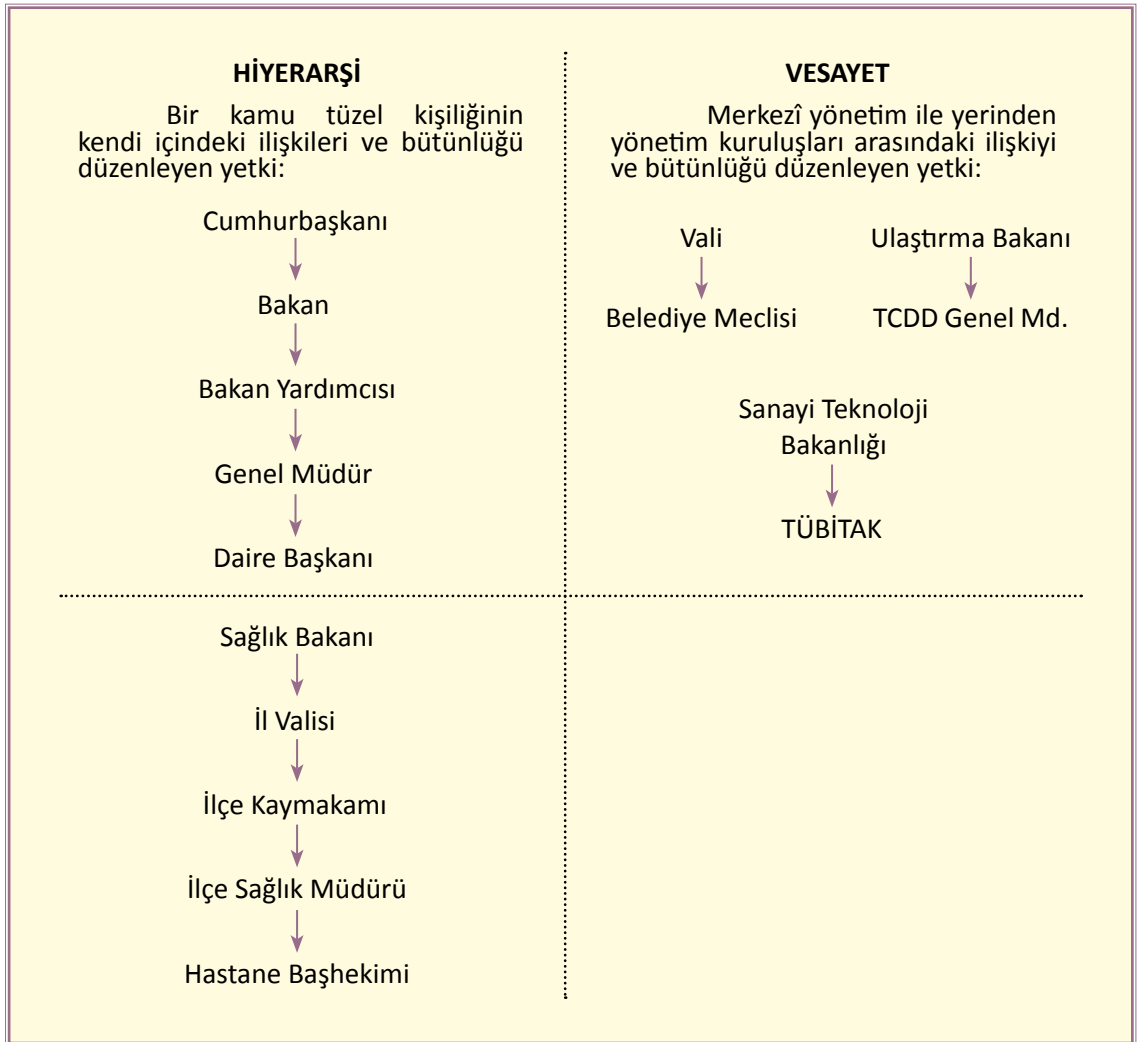 HİYERARŞİ
Bir kamu tüzel kişiliğinin
kendi içindeki ilişkileri ve bütünlüğü
düzenleyen yetki:
Cumhurbaşkanı
Bakan
Bakan Yardımcısı
Genel Müdür
Daire Başkanı
VESAYET
Merkezî yönetim ile yerinden
yönetim kuruluşları arasındaki ilişkiyi
ve bütünlüğü düzenleyen yetki:
Vali
Belediye Meclisi
Ulaştırma Bakanı
TCDD Genel Md.
Sanayi Teknoloji
Bakanlığı
TÜBİTAK
Sağlık Bakanı
İl Valisi
İlçe Kaymakamı
İlçe Sağlık Müdürü
Hastane Başhekimi